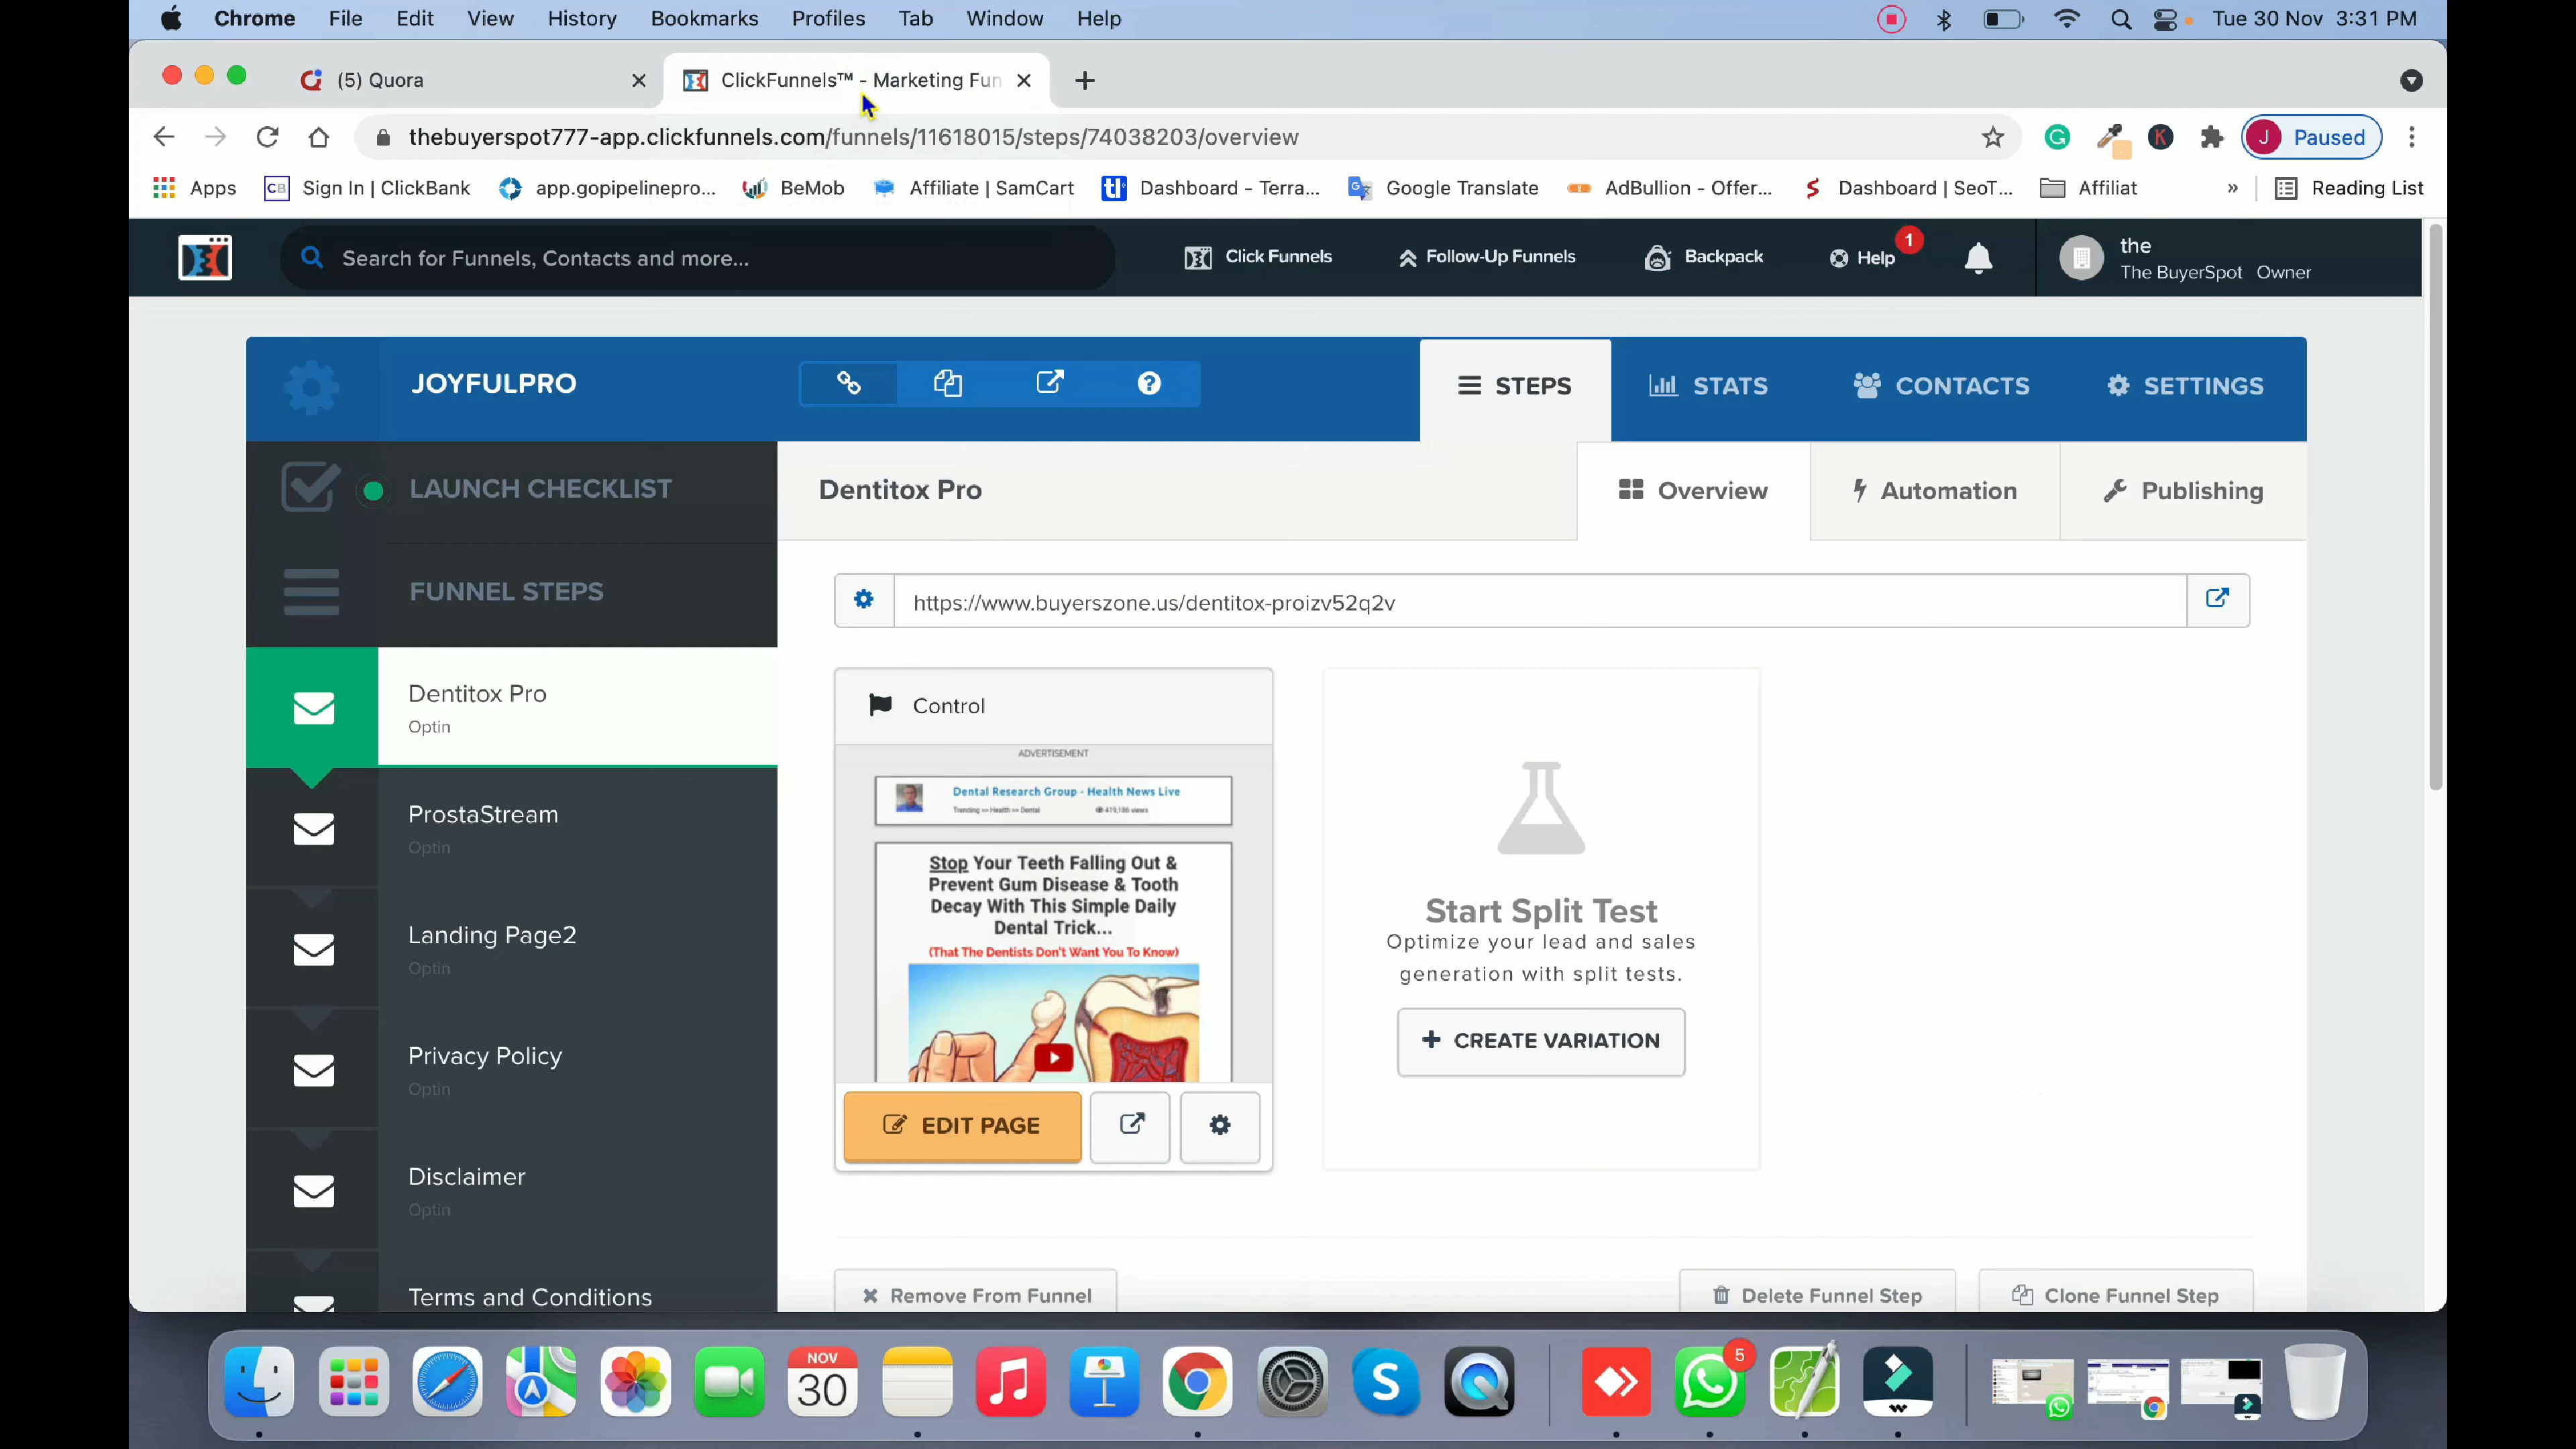 Chrome File Edit View History Bookmarks Profiles Tab Window Help Tue 30 Nov 3:31 PM
(5) Quora ClickFunnels™ - Marketing Fun
thebuyerspot777-app.clickfunnels.com/funnels/11618015/steps/74038203/overview G K J Paused
Apps CB Sign In | ClickBank app.gopipelinepro... BeMob Affiliate | SamCart tl Dashboard - Terra... Google Translate AdBullion - Offer... Dashboard | SeoT... Affiliat » Reading List
Search for Funnels, Contacts and more... Click Funnels Follow-Up Funnels Backpack Help 1
the
The BuyerSpot Owner
JOYFULPRO STEPS STATS CONTACTS SETTINGS
LAUNCH CHECKLIST
Dentitox Pro Overview Automation Publishing
FUNNEL STEPS
https://www.buyerszone.us/dentitox-proizv52q2v
Dentitox Pro
Optin
Control
ADVERTISEMENT
Dental Research Group - Health News Live
Trending >> Health >> Dental 419,186 views
Stop Your Teeth Falling Out &
Prevent Gum Disease & Tooth
Decay With This Simple Daily
Dental Trick...
(That The Dentists Don't Want You To Know)
EDIT PAGE
Start Split Test
Optimize your lead and sales
generation with split tests.
+ CREATE VARIATION
ProstaStream
Optin
Landing Page2
Optin
Privacy Policy
Optin
Disclaimer
Optin
Terms and Conditions
Remove From Funnel Delete Funnel Step Clone Funnel Step
NOV
30
S
5